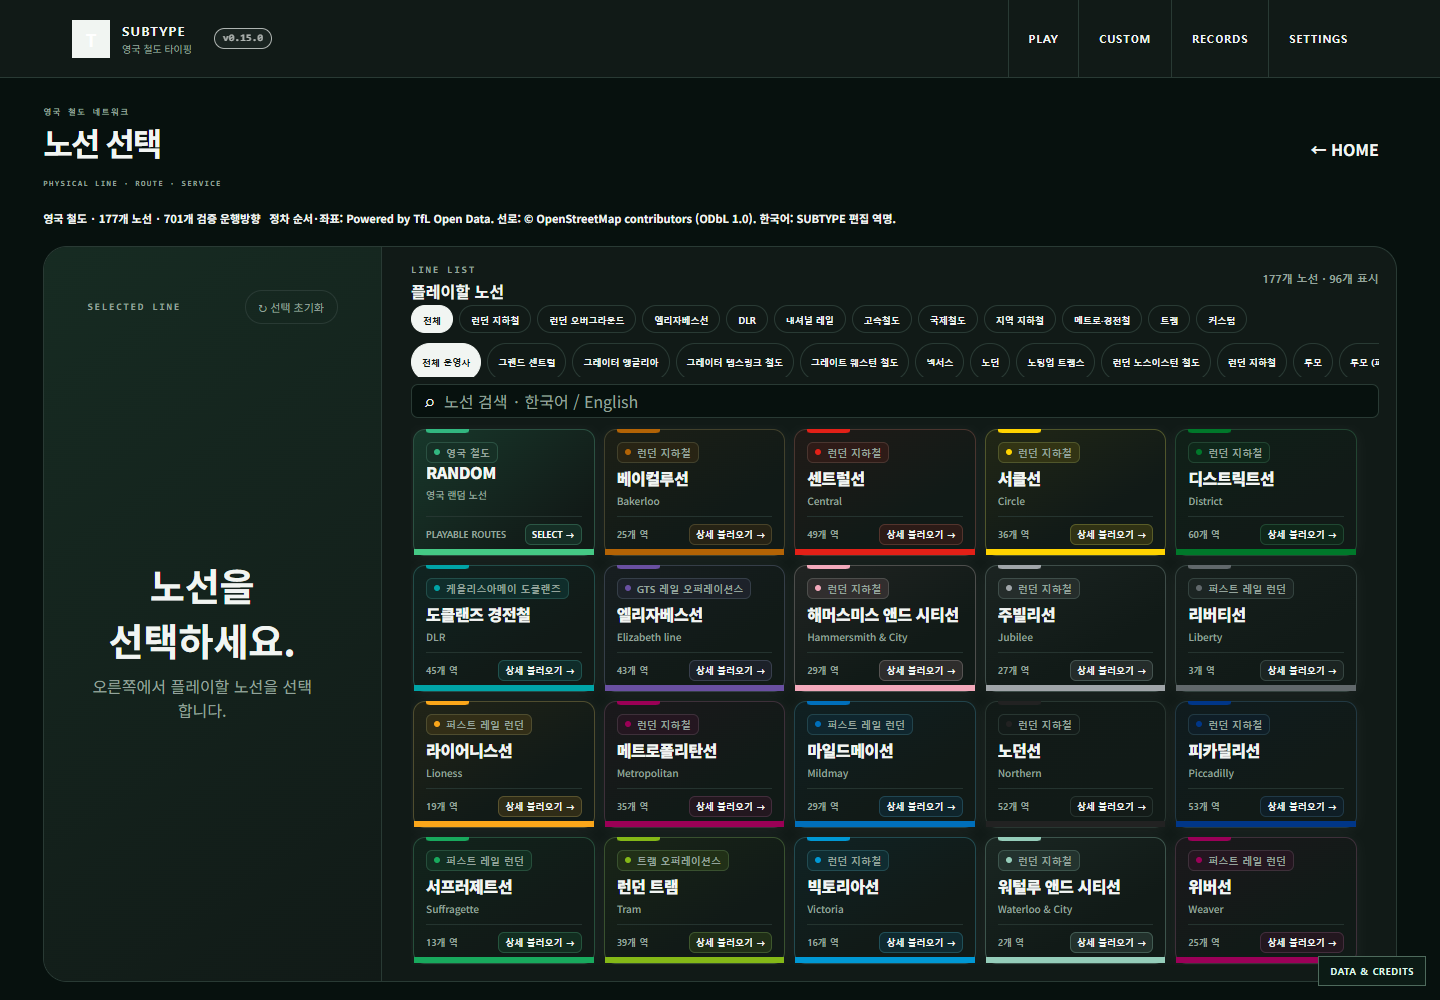 T
SUBTYPE
영국 철도 타이핑
v0.15.0
PLAY
CUSTOM
RECORDS
SETTINGS
영국 철도 네트워크
노선 선택
PHYSICAL LINE · ROUTE · SERVICE
← HOME
영국 철도 · 177개 노선 · 701개 검증 운행방향 정차 순서·좌표: Powered by TfL Open Data. 선로: © OpenStreetMap contributors (ODbL 1.0). 한국어: SUBTYPE 편집 역명.
SELECTED LINE
↻ 선택 초기화
노선을
선택하세요.
오른쪽에서 플레이할 노선을 선택
합니다.
LINE LIST
플레이할 노선
177개 노선 · 96개 표시
전체 런던 지하철 런던 오버그라운드 엘리자베스선 DLR 내셔널 레일 고속철도 국제철도 지역 지하철 메트로·경전철 트램 커스텀
전체 운영사 그랜드 센트럴 그레이터 앵글리아 그레이터 템스링크 철도 그레이트 웨스턴 철도 넥서스 노던 노팅엄 트램스 런던 노스이스턴 철도 런던 지하철 루모 루모
⌕ 노선 검색 · 한국어 / English
영국 철도
RANDOM
영국 랜덤 노선
PLAYABLE ROUTES SELECT →
런던 지하철
베이컬루선
Bakerloo
25개 역 상세 불러오기 →
런던 지하철
센트럴선
Central
49개 역 상세 불러오기 →
런던 지하철
서클선
Circle
36개 역 상세 불러오기 →
런던 지하철
디스트릭트선
District
60개 역 상세 불러오기 →
케올리스아메이 도클랜즈
도클랜즈 경전철
DLR
45개 역 상세 불러오기 →
GTS 레일 오퍼레이션스
엘리자베스선
Elizabeth line
43개 역 상세 불러오기 →
런던 지하철
해머스미스 앤드 시티선
Hammersmith & City
29개 역 상세 불러오기 →
런던 지하철
주빌리선
Jubilee
27개 역 상세 불러오기 →
퍼스트 레일 런던
리버티선
Liberty
3개 역 상세 불러오기 →
퍼스트 레일 런던
라이어니스선
Lioness
19개 역 상세 불러오기 →
런던 지하철
메트로폴리탄선
Metropolitan
35개 역 상세 불러오기 →
퍼스트 레일 런던
마일드메이선
Mildmay
29개 역 상세 불러오기 →
런던 지하철
노던선
Northern
52개 역 상세 불러오기 →
런던 지하철
피카딜리선
Piccadilly
53개 역 상세 불러오기 →
퍼스트 레일 런던
서프러제트선
Suffragette
13개 역 상세 불러오기 →
트램 오퍼레이션스
런던 트램
Tram
39개 역 상세 불러오기 →
런던 지하철
빅토리아선
Victoria
16개 역 상세 불러오기 →
런던 지하철
워털루 앤드 시티선
Waterloo & City
2개 역 상세 불러오기 →
퍼스트 레일 런던
위버선
Weaver
25개 역 상세 불러오기 →
DATA & CREDITS